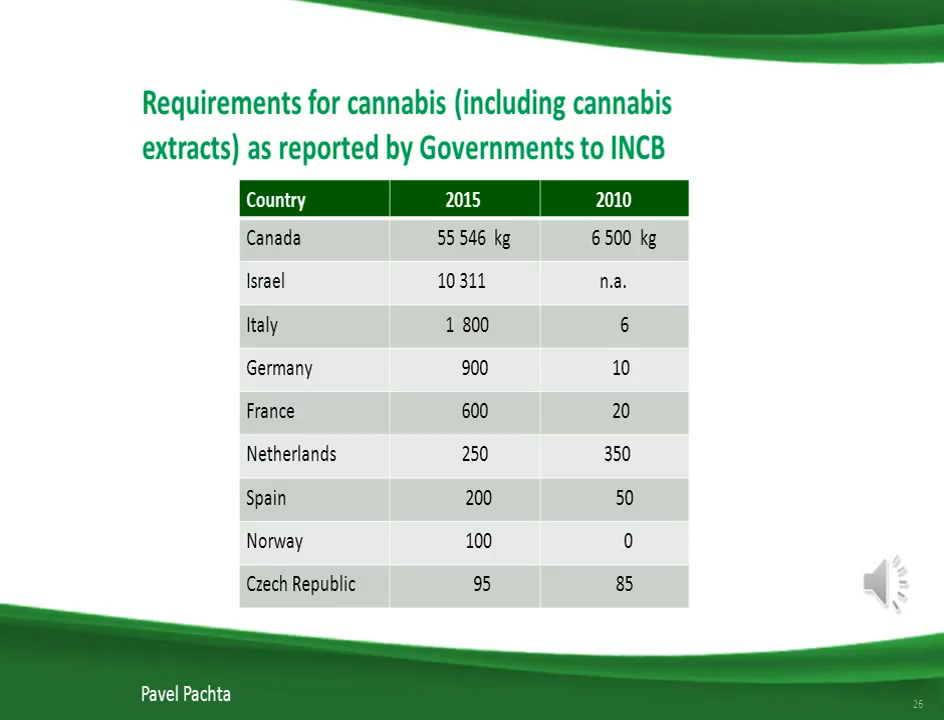 Requirements for cannabis (including cannabis
extracts) as reported by Governments to INCB
Country 2015 2010
Canada 55 546 kg 6 500 kg
Israel 10 311 n.a.
Italy 1 800 6
Germany 900 10
France 600 20
Netherlands 250 350
Spain 200 50
Norway 100 0
Czech Republic 95 85
Pavel Pachta
26